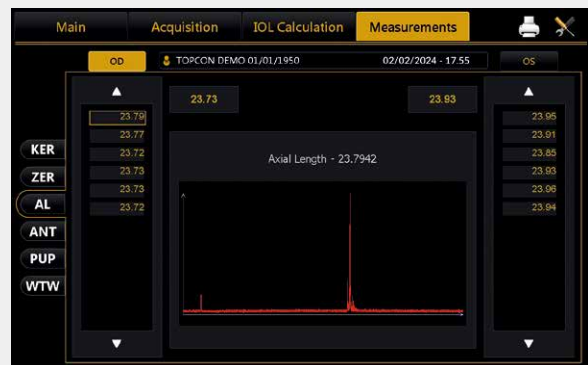 Main Acquisition IOL Calculation Measurements
OD TOPCON DEMO 01/01/1950 02/02/2024 - 17.55 OS
23.73 23.93
23.79
23.77
23.72
23.73
23.73
23.72
KER
ZER
AL
ANT
PUP
WTW
Axial Length - 23.7942
23.95
23.91
23.85
23.93
23.96
23.94